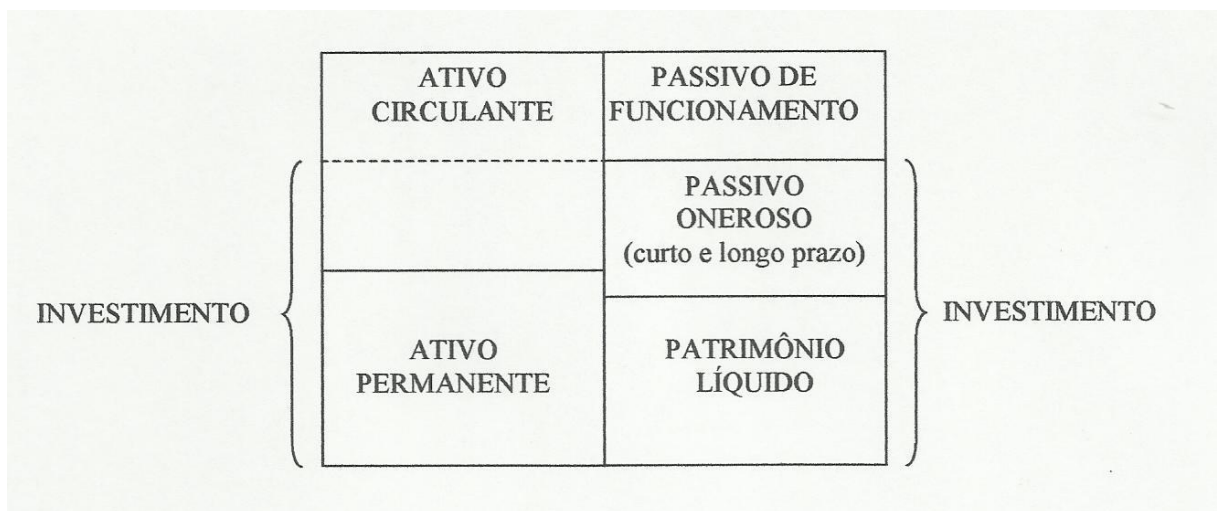 ATIVO
CIRCULANTE
PASSIVO DE
FUNCIONAMENTO
PASSIVO
ONEROSO
(curto e longo prazo)
INVESTIMENTO
INVESTIMENTO
ATIVO
PERMANENTE
PATRIMÔNIO
LÍQUIDO